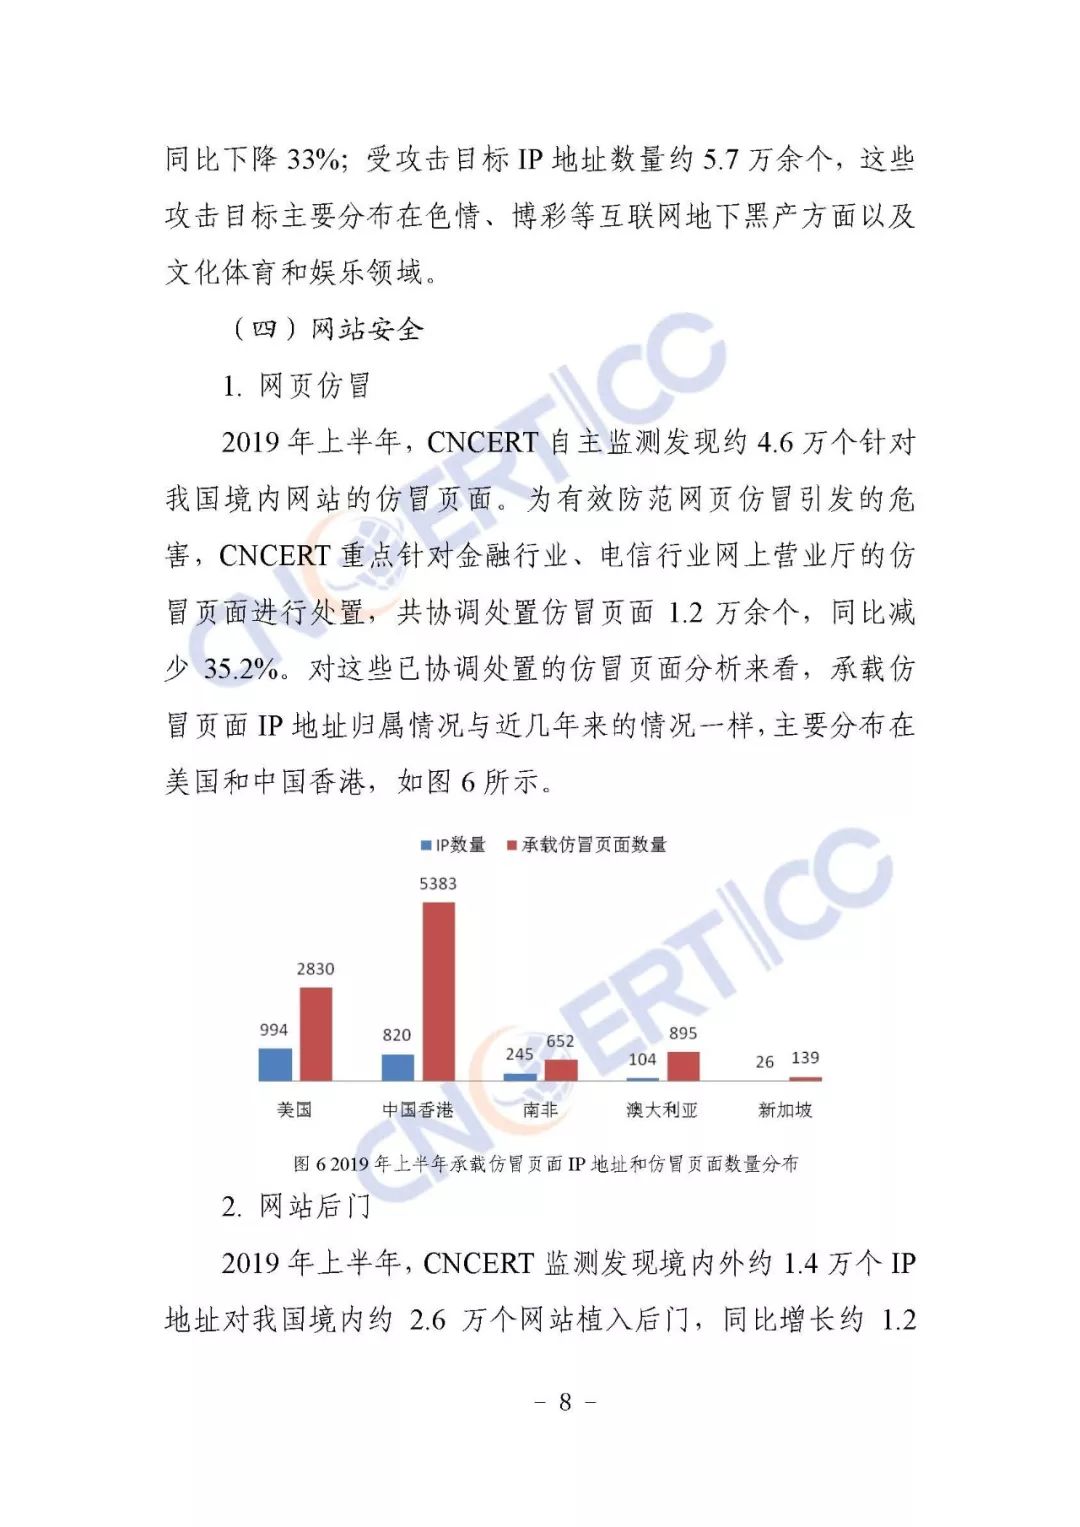 同比下降 33%；受攻击目标 IP 地址数量约 5.7 万余个，这些
攻击目标主要分布在色情、博彩等互联网地下黑产方面以及
文化体育和娱乐领域。
（四）网站安全
1. 网页仿冒
2019 年上半年，CNCERT 自主监测发现约 4.6 万个针对
我国境内网站的仿冒页面。为有效防范网页仿冒引发的危
害，CNCERT 重点针对金融行业、电信行业网上营业厅的仿
冒页面进行处置，共协调处置仿冒页面 1.2 万余个，同比减
少 35.2%。对这些已协调处置的仿冒页面分析来看，承载仿
冒页面 IP 地址归属情况与近几年来的情况一样，主要分布在
美国和中国香港，如图 6 所示。
IP数量 承载仿冒页面数量
5383
2830
994
820
245
652
104
895
26
139
美国 中国香港 南非 澳大利亚 新加坡
图 6 2019 年上半年承载仿冒页面 IP 地址和仿冒页面数量分布
2. 网站后门
2019 年上半年，CNCERT 监测发现境内外约 1.4 万个 IP
地址对我国境内约 2.6 万个网站植入后门，同比增长约 1.2
- 8 -
CNCERT/CC
CNCERT/CC